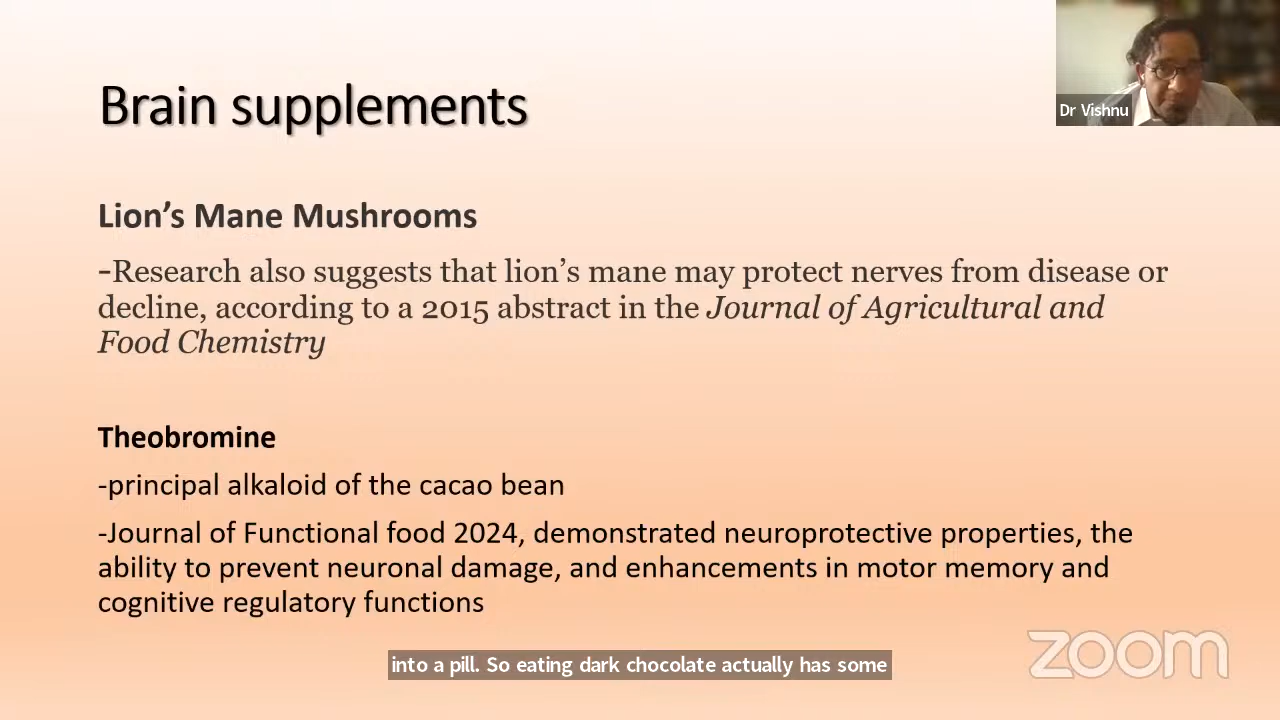 Dr Vishnu
Brain supplements
Lion’s Mane Mushrooms
-Research also suggests that lion’s mane may protect nerves from disease or
decline, according to a 2015 abstract in the Journal of Agricultural and
Food Chemistry
Theobromine
-principal alkaloid of the cacao bean
-Journal of Functional food 2024, demonstrated neuroprotective properties, the
ability to prevent neuronal damage, and enhancements in motor memory and
cognitive regulatory functions
into a pill. So eating dark chocolate actually has some
zoom